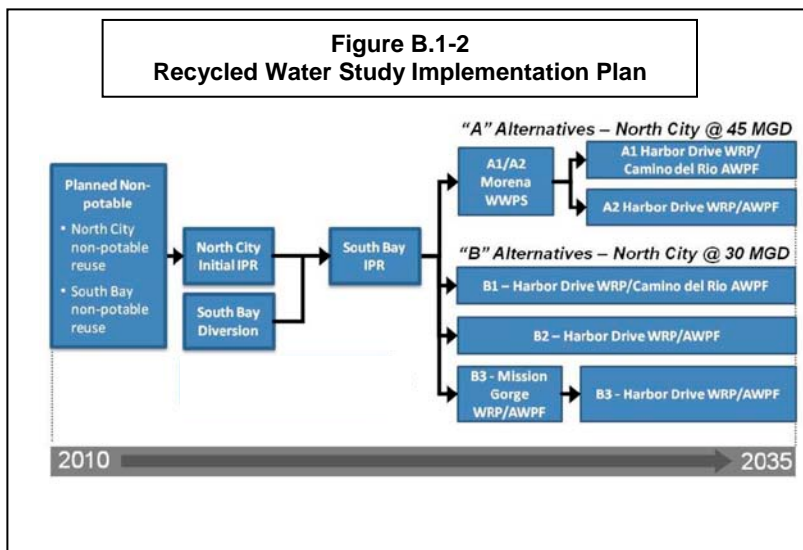 Figure B.1-2
Recycled Water Study Implementation Plan
"A" Alternatives – North City @ 45 MGD
Planned Non-
potable
• North City
non-potable
reuse
• South Bay
non-potable
reuse
North City
Initial IPR
South Bay
Diversion
South Bay
IPR
A1/A2
Morena
WWPS
A1 Harbor Drive WRP/
Camino del Rio AWPF
A2 Harbor Drive WRP/AWPF
"B" Alternatives – North City @ 30 MGD
B1 – Harbor Drive WRP/Camino del Rio AWPF
B2 – Harbor Drive WRP/AWPF
B3 - Mission
Gorge
WRP/AWPF
B3 - Harbor Drive WRP/AWPF
2010
2035